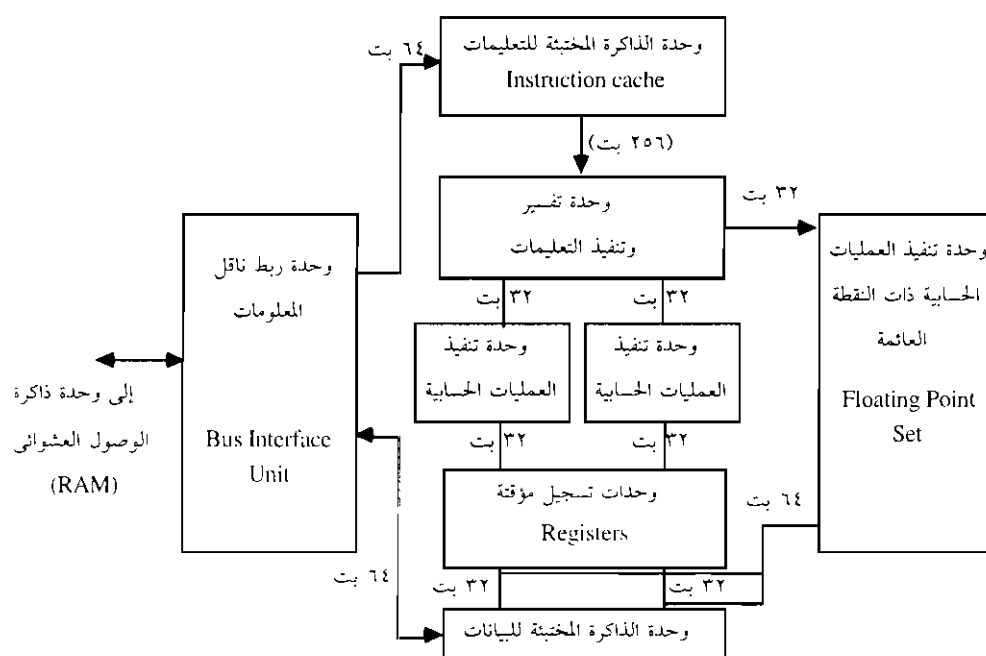 وحدة الذاكرة المختبئة للتعليمات
Instruction cache
٦٤ بت
(٢٥٦ بت)
وحدة تفسير
وتنفيذ التعليمات
٣٢ بت
وحدة تنفيذ العمليات
الحسابية ذات النقطة
العائمة
Floating Point
Set
وحدة ربط ناقل
المعلومات
Bus Interface
Unit
٣٢ بت
٣٢ بت
وحدة تنفيذ
العمليات الحسابية
وحدة تنفيذ
العمليات الحسابية
إلى وحدة ذاكرة
الوصول العشوائي
(RAM)
٣٢ بت
٣٢ بت
وحدات تسجيل مؤقتة
Registers
٦٤ بت
٦٤ بت
٣٢ بت
٣٢ بت
وحدة الذاكرة المختبئة للبيانات